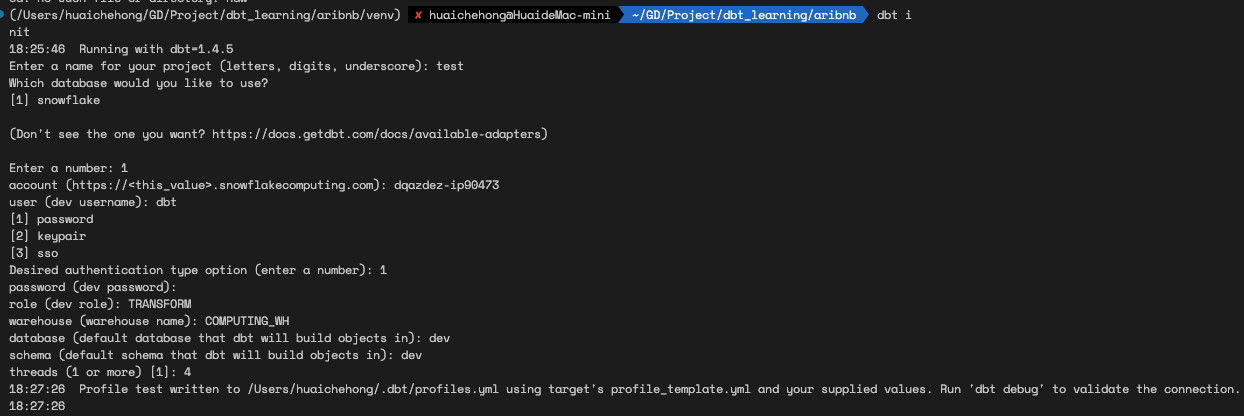 (/Users/huaichehong/GD/Project/dbt_learning/aribnb/venv) ✘ huaichehong@HuaideMac-mini ~/GD/Project/dbt_learning/aribnb dbt i
nit
18:25:46  Running with dbt=1.4.5
Enter a name for your project (letters, digits, underscore): test
Which database would you like to use?
[1] snowflake
(Don't see the one you want? https://docs.getdbt.com/docs/available-adapters)
Enter a number: 1
account (https://<this_value>.snowflakecomputing.com): dqazdez-ip90473
user (dev username): dbt
[1] password
[2] keypair
[3] sso
Desired authentication type option (enter a number): 1
password (dev password):
role (dev role): TRANSFORM
warehouse (warehouse name): COMPUTING_WH
database (default database that dbt will build objects in): dev
schema (default schema that dbt will build objects in): dev
threads (1 or more) [1]: 4
18:27:26  Profile test written to /Users/huaichehong/.dbt/profiles.yml using target's profile_template.yml and your supplied values. Run 'dbt debug' to validate the connection.
18:27:26